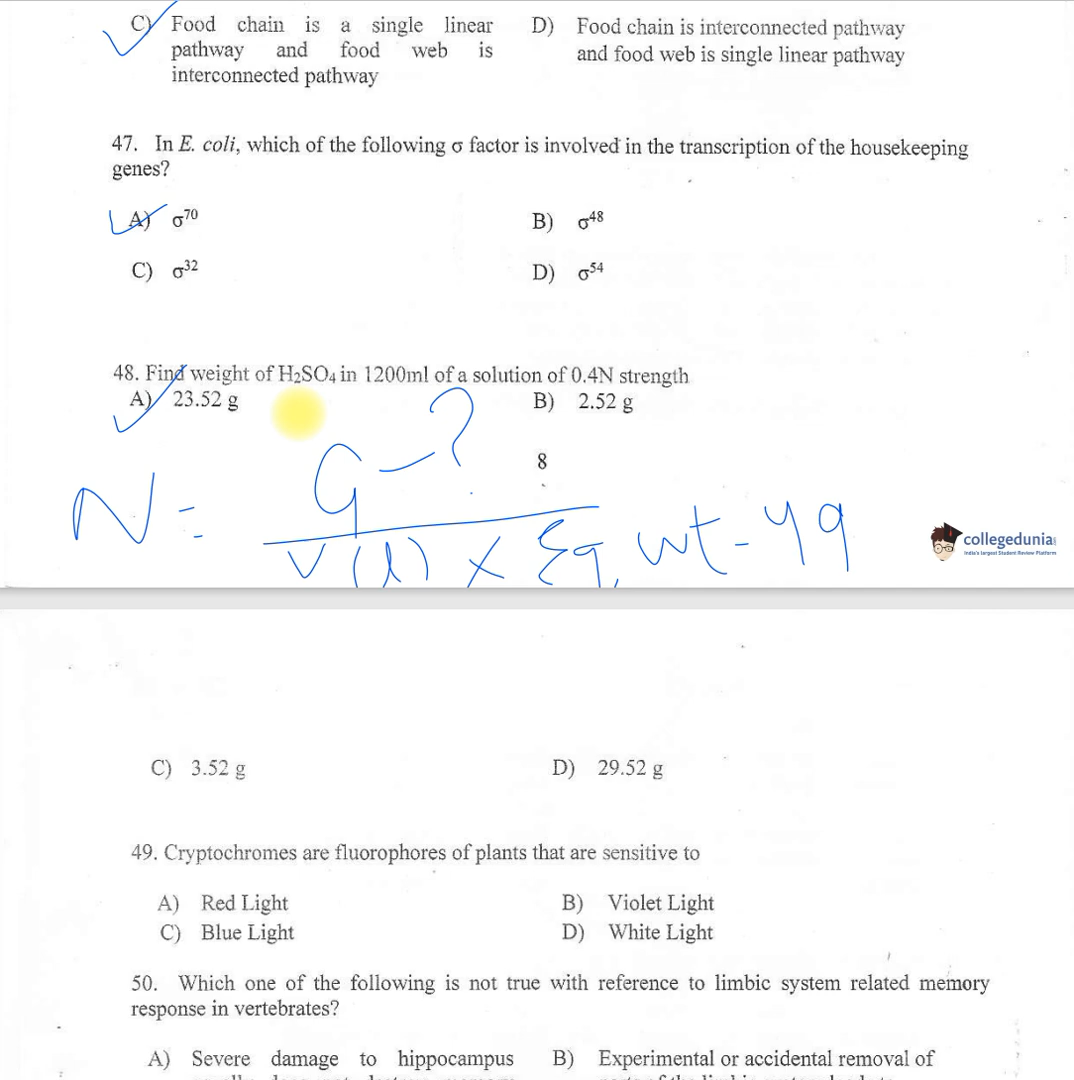 C) Food chain is a single linear pathway and food web is interconnected pathway
D) Food chain is interconnected pathway and food web is single linear pathway
47. In E. coli, which of the following σ factor is involved in the transcription of the housekeeping
genes?
A) σ⁷⁰
B) σ⁴⁸
C) σ³²
D) σ⁵⁴
48. Find weight of H₂SO₄ in 1200ml of a solution of 0.4N strength
A) 23.52 g
B) 2.52 g
8
N = G - ?
V(l) × Eq. wt - 49
collegedunia
India's largest Student Review Platform
C) 3.52 g
D) 29.52 g
49. Cryptochromes are fluorophores of plants that are sensitive to
A) Red Light
B) Violet Light
C) Blue Light
D) White Light
50. Which one of the following is not true with reference to limbic system related memory
response in vertebrates?
A) Severe damage to hippocampus
B) Experimental or accidental removal of